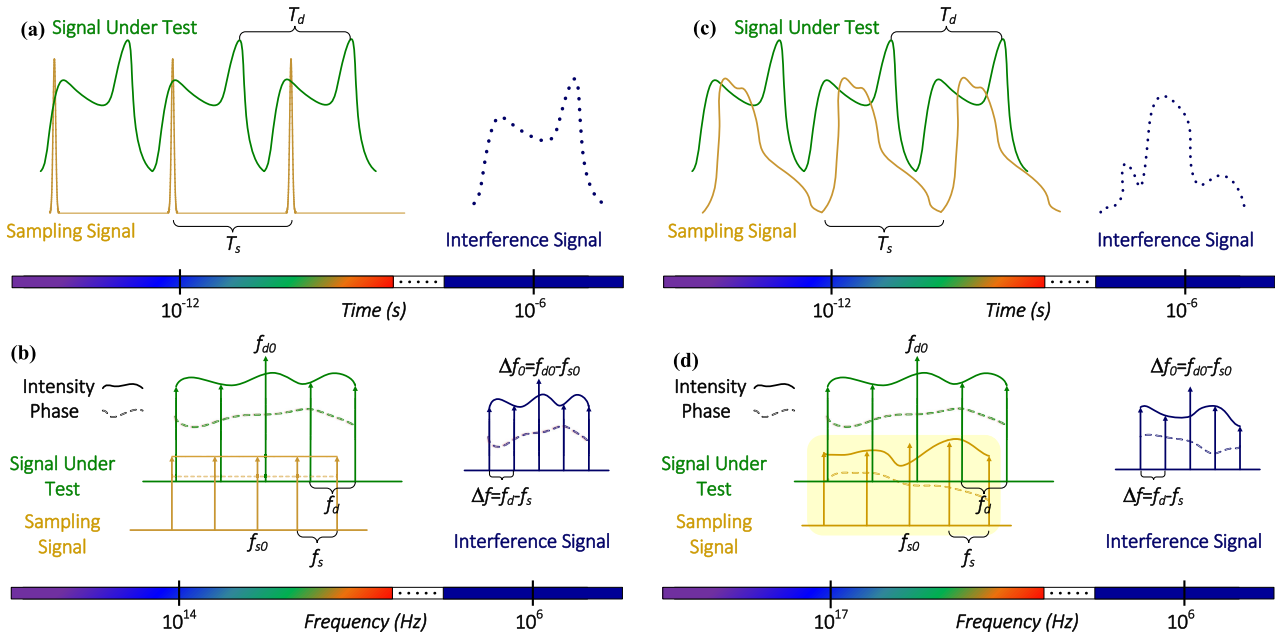 (a) Signal Under Test
T_d
Sampling Signal
T_s
Interference Signal
10^-12
Time (s)
10^-6
(b)
Intensity
Phase
f_d0
Δf_0=f_d0-f_s0
Signal Under
Test
f_d
Δf=f_d-f_s
Sampling
Signal
f_s0
f_s
Interference Signal
10^14
Frequency (Hz)
10^6
(c) Signal Under Test
T_d
Sampling Signal
T_s
Interference Signal
10^-12
Time (s)
10^-6
(d)
Intensity
Phase
f_d0
Δf_0=f_d0-f_s0
Signal Under
Test
f_d
Δf=f_d-f_s
Sampling
Signal
f_s0
f_s
Interference Signal
10^17
Frequency (Hz)
10^6